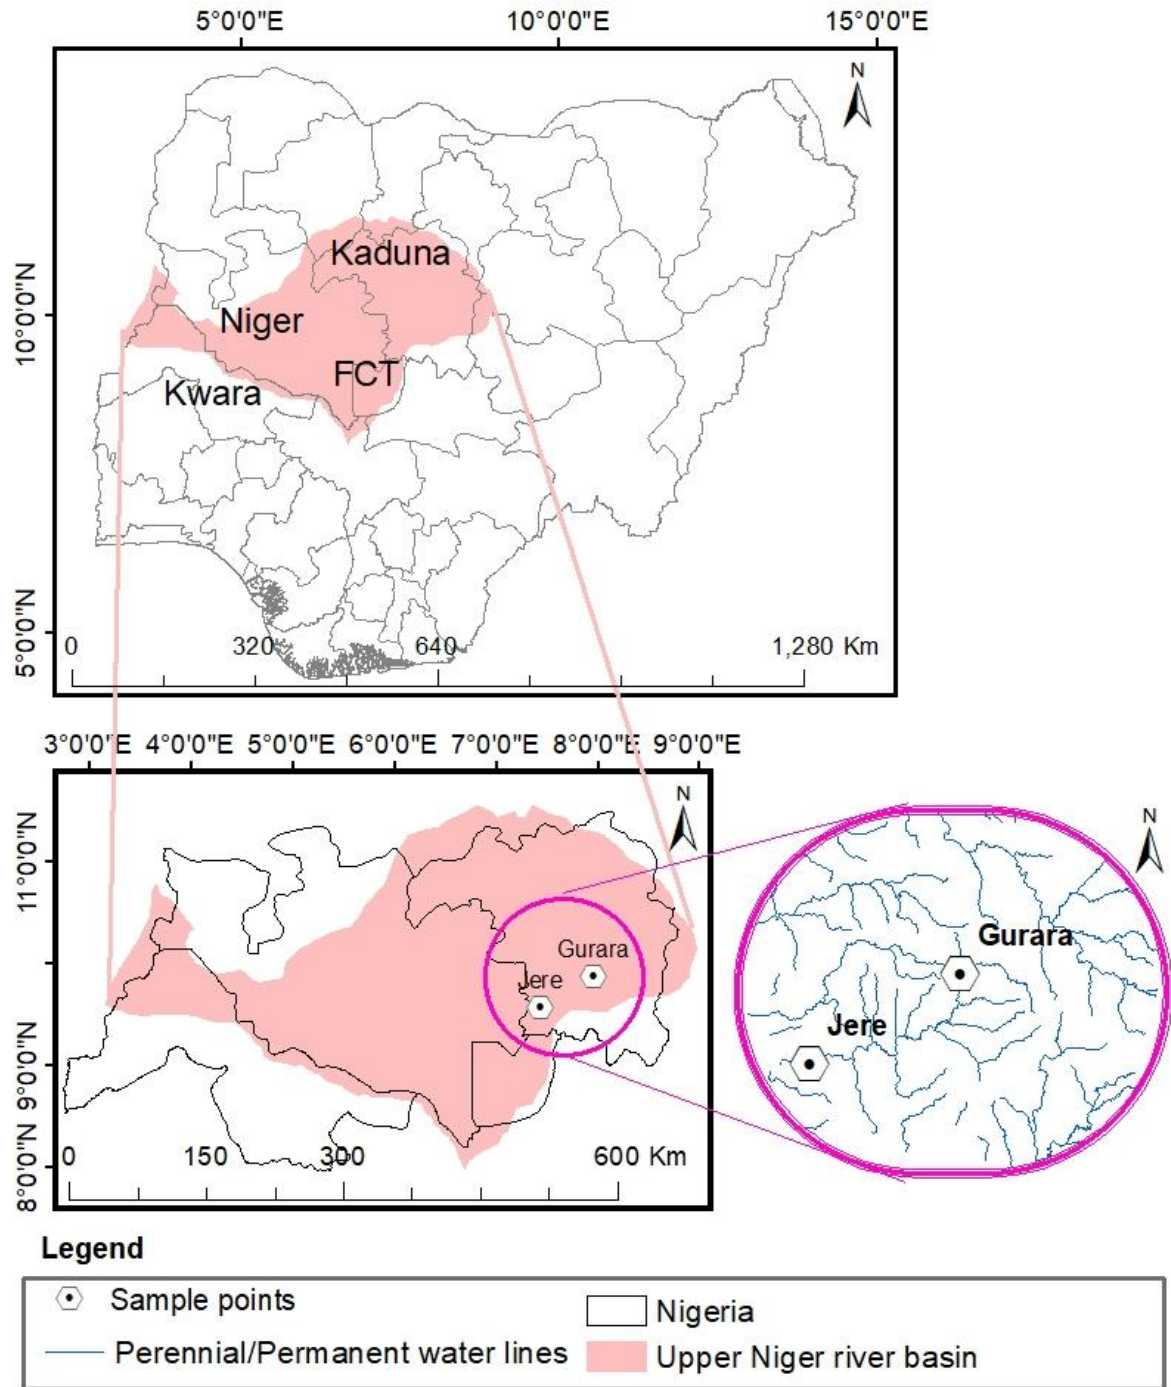 5°0'0"E 10°0'0"E 15°0'0"E
N
Kaduna
10°0'0"N
Niger
FCT
Kwara
5°0'0"N
0 320 640 1,280 Km
3°0'0"E 4°0'0"E 5°0'0"E 6°0'0"E 7°0'0"E 8°0'0"E 9°0'0"E
N
N
11°0'0"N
Gurara
Jere
Gurara
Jere
9°0'0"N
8°0'0"N
0 150 300 600 Km
Legend
Sample points
Nigeria
Perennial/Permanent water lines
Upper Niger river basin